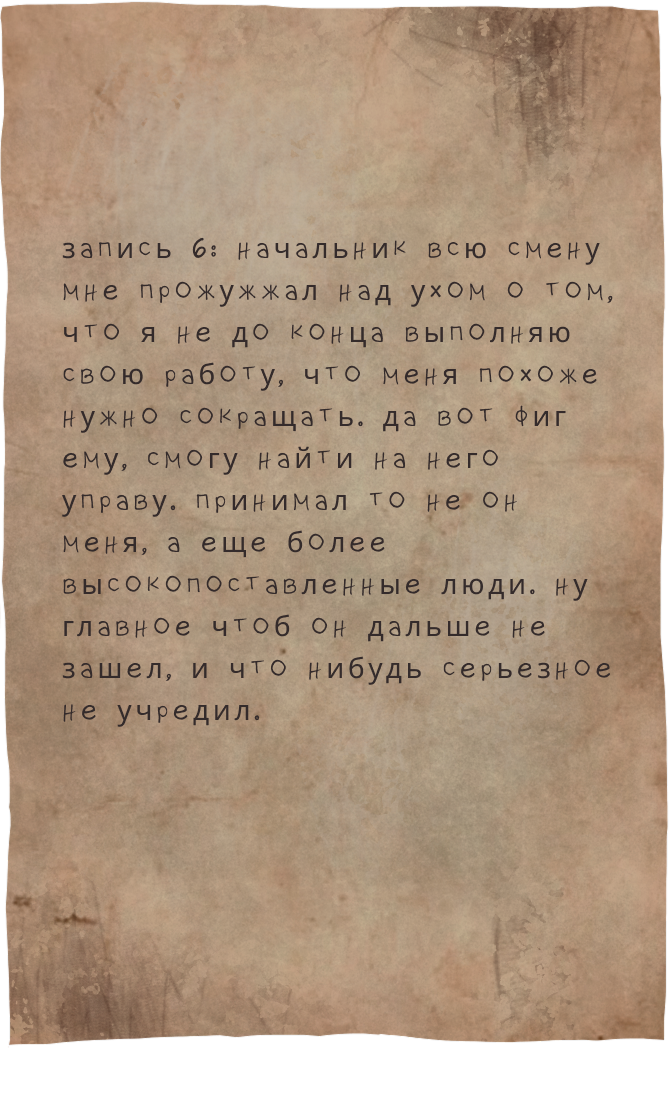 запись 6: начальник всю смену
мне прожужжал над ухом о том,
что я не до конца выполняю
свою работу, что меня похоже
нужно сокращать. да вот фиг
ему, смогу найти на него
управу. принимал то не он
меня, а еще более
высокопоставленные люди. ну
главное чтоб он дальше не
зашел, и что нибудь серьезное
не учредил.